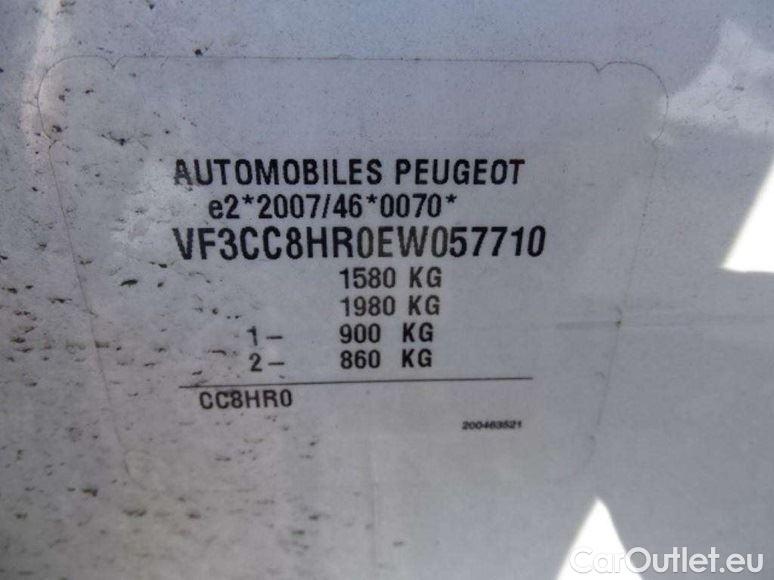 AUTOMOBILES PEUGEOT
e2*2007/46*0070*
VF3CC8HR0EW057710
1580 KG
1980 KG
1– 900 KG
2– 860 KG
CC8HR0
200463521
CarOutlet.eu